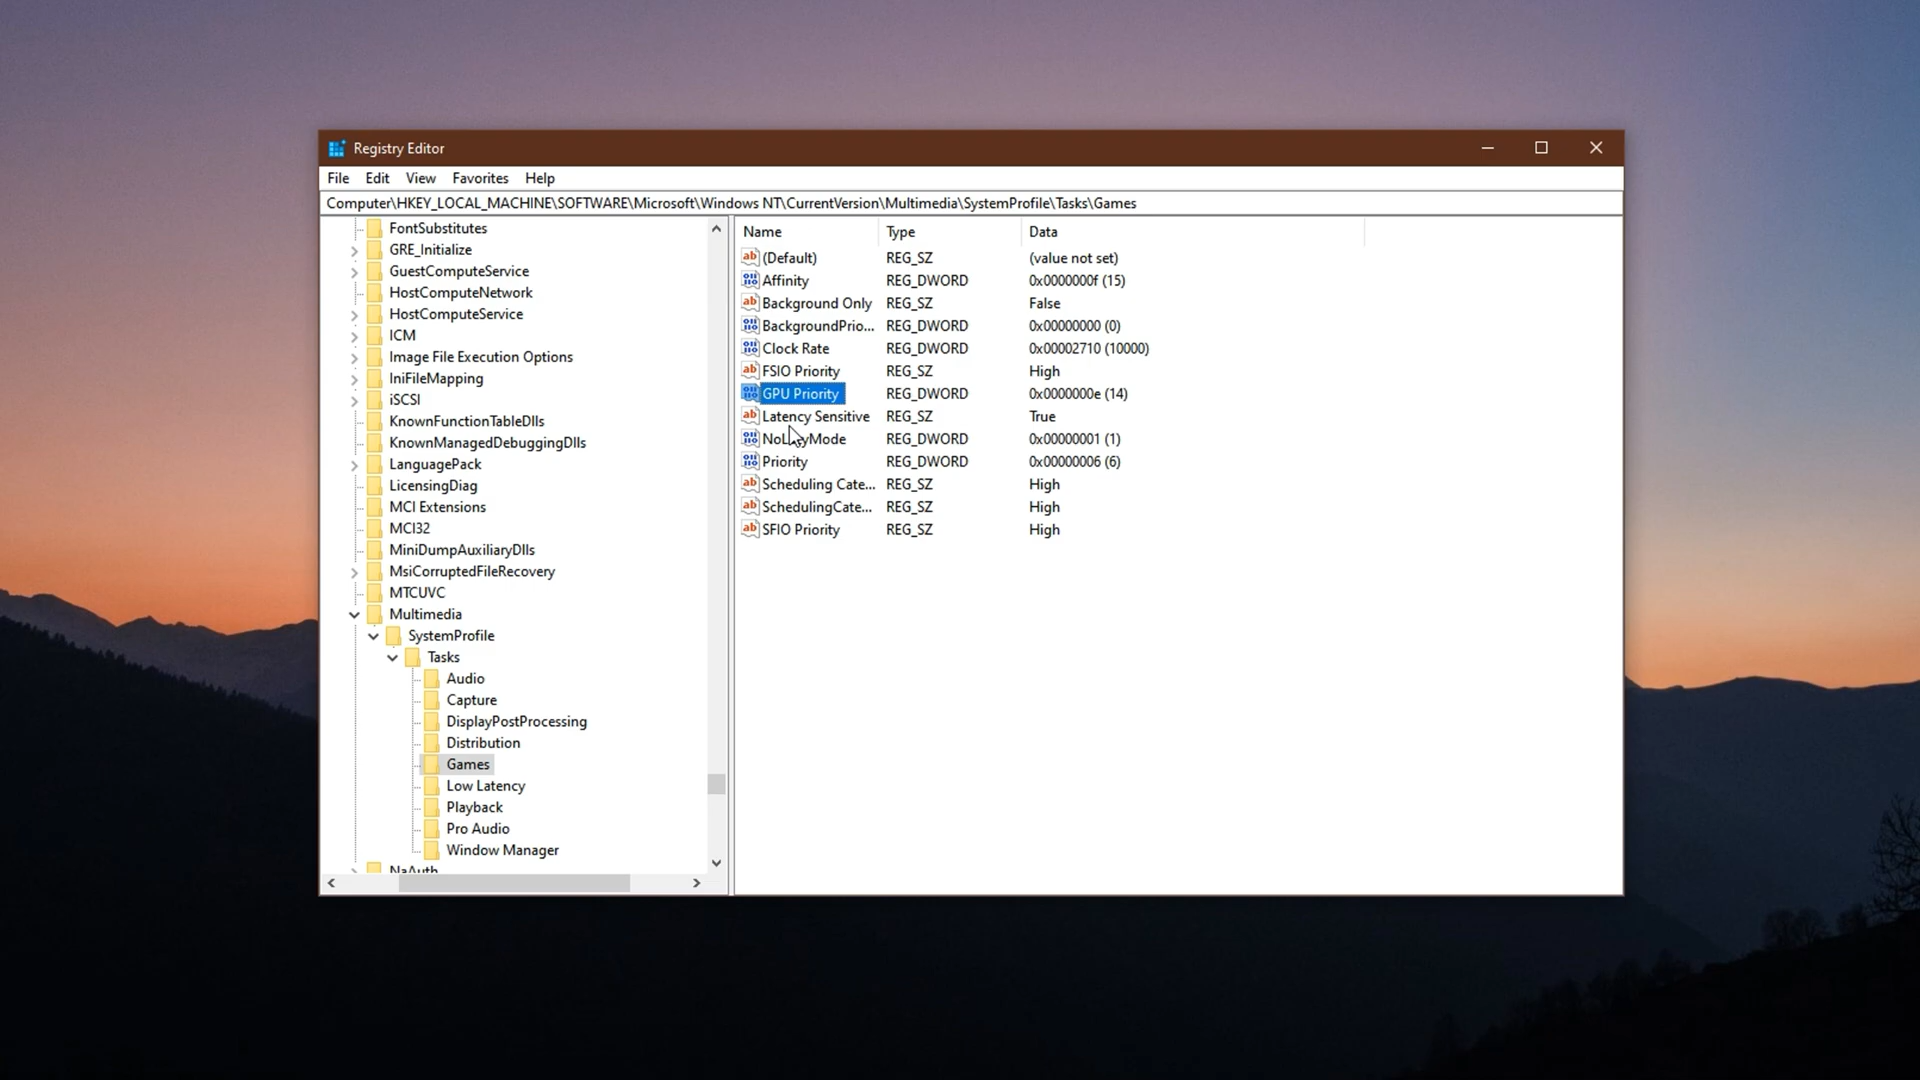 Registry Editor
File Edit View Favorites Help
Computer\HKEY_LOCAL_MACHINE\SOFTWARE\Microsoft\Windows NT\CurrentVersion\Multimedia\SystemProfile\Tasks\Games
FontSubstitutes
GRE_Initialize
GuestComputeService
HostComputeNetwork
HostComputeService
ICM
Image File Execution Options
IniFileMapping
iSCSI
KnownFunctionTableDlls
KnownManagedDebuggingDlls
LanguagePack
LicensingDiag
MCI Extensions
MCI32
MiniDumpAuxiliaryDlls
MsiCorruptedFileRecovery
MTCUVC
Multimedia
SystemProfile
Tasks
Audio
Capture
DisplayPostProcessing
Distribution
Games
Low Latency
Playback
Pro Audio
Window Manager
NaAuth
Name Type Data
(Default) REG_SZ (value not set)
Affinity REG_DWORD 0x0000000f (15)
Background Only REG_SZ False
BackgroundPrio... REG_DWORD 0x00000000 (0)
Clock Rate REG_DWORD 0x00002710 (10000)
FSIO Priority REG_SZ High
GPU Priority REG_DWORD 0x0000000e (14)
Latency Sensitive REG_SZ True
NoLazyMode REG_DWORD 0x00000001 (1)
Priority REG_DWORD 0x00000006 (6)
Scheduling Cate... REG_SZ High
SchedulingCate... REG_SZ High
SFIO Priority REG_SZ High